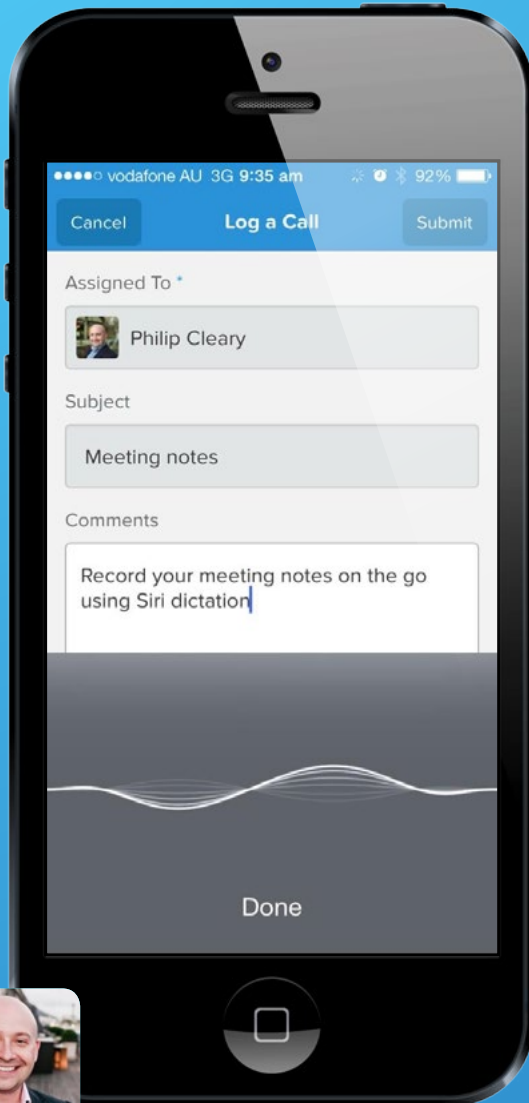 vodafone AU 3G 9:35 am 92%
Cancel Log a Call Submit
Assigned To *
Philip Cleary
Subject
Meeting notes
Comments
Record your meeting notes on the go
using Siri dictation
Done